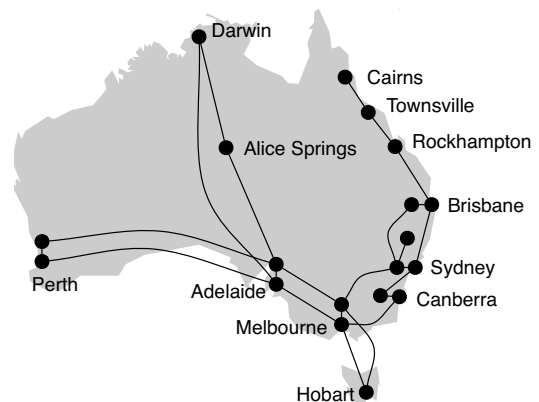 Darwin
Cairns
Townsville
Alice Springs
Rockhampton
Brisbane
Sydney
Perth
Adelaide
Canberra
Melbourne
Hobart